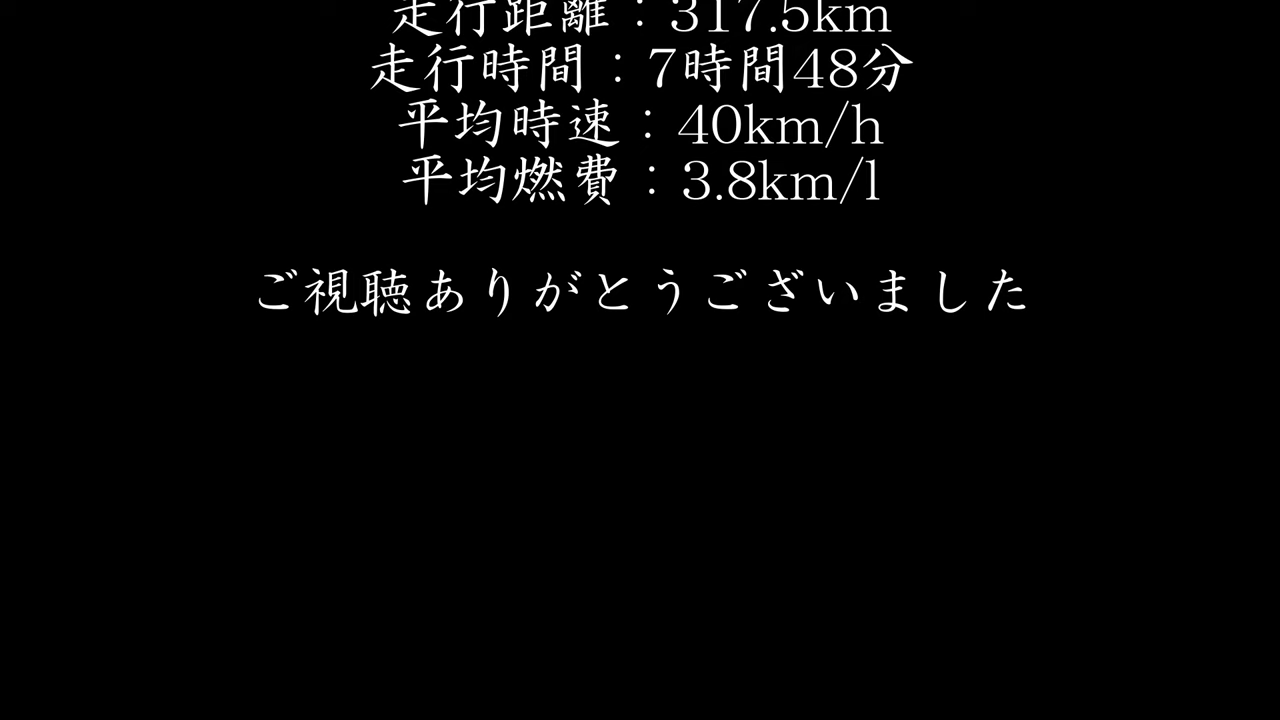 走行距離：317.5km
走行時間：7時間48分
平均時速：40km/h
平均燃費：3.8km/l
ご視聴ありがとうございました